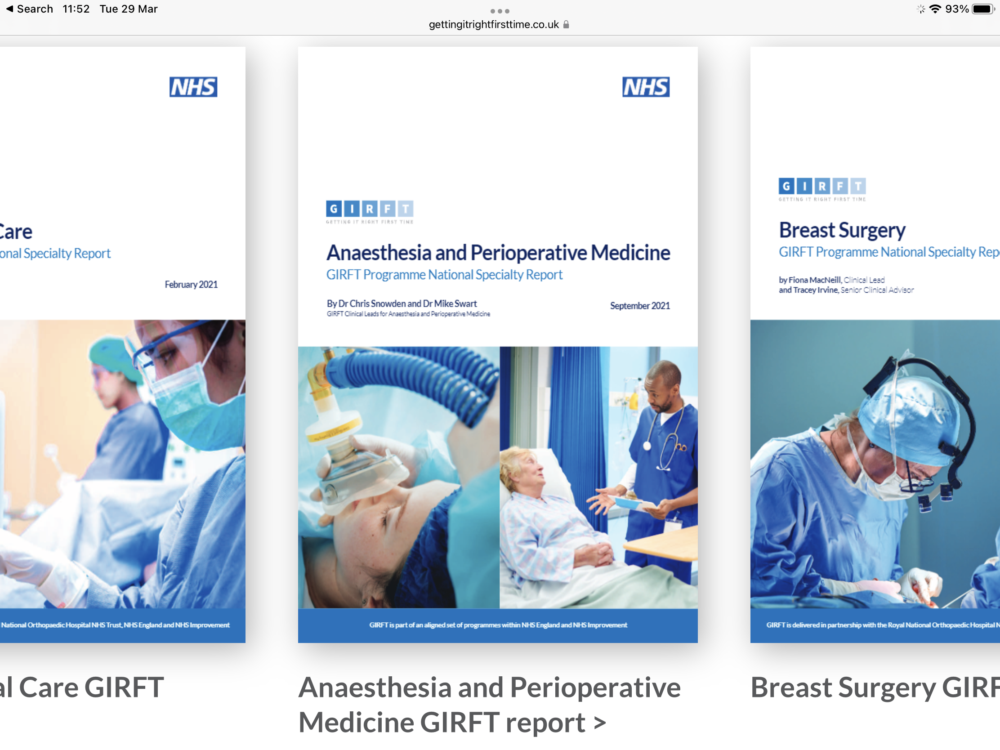 Search 11:52 Tue 29 Mar
93%
gettingitrightfirsttime.co.uk
NHS
Care
onal Specialty Report
February 2021
National Orthopaedic Hospital NHS Trust, NHS England and NHS Improvement
al Care GIRFT
NHS
GIRFT
GETTING IT RIGHT FIRST TIME
Anaesthesia and Perioperative Medicine
GIRFT Programme National Specialty Report
By Dr Chris Snowden and Dr Mike Swart
GIRFT Clinical Leads for Anaesthesia and Perioperative Medicine
September 2021
GIRFT is part of an aligned set of programmes within NHS England and NHS Improvement
Anaesthesia and Perioperative
Medicine GIRFT report >
GIRFT
GETTING IT RIGHT FIRST TIME
Breast Surgery
GIRFT Programme National Specialty Rep
by Fiona MacNeill, Clinical Lead
and Tracey Irvine, Senior Clinical Advisor
GIRFT is delivered in partnership with the Royal National Orthopaedic Hospital N
Breast Surgery GIRF